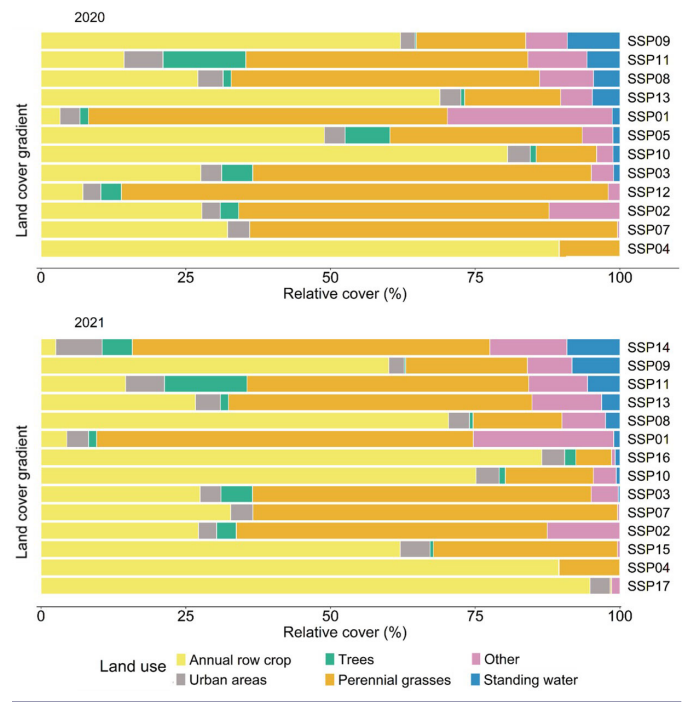 2020
Land cover gradient
SSP09
SSP11
SSP08
SSP13
SSP01
SSP05
SSP10
SSP03
SSP12
SSP02
SSP07
SSP04
0 25 50 75 100
Relative cover (%)
2021
Land cover gradient
SSP14
SSP09
SSP11
SSP13
SSP08
SSP01
SSP16
SSP10
SSP03
SSP07
SSP02
SSP15
SSP04
SSP17
0 25 50 75 100
Relative cover (%)
Land use
Annual row crop Trees Other
Urban areas Perennial grasses Standing water